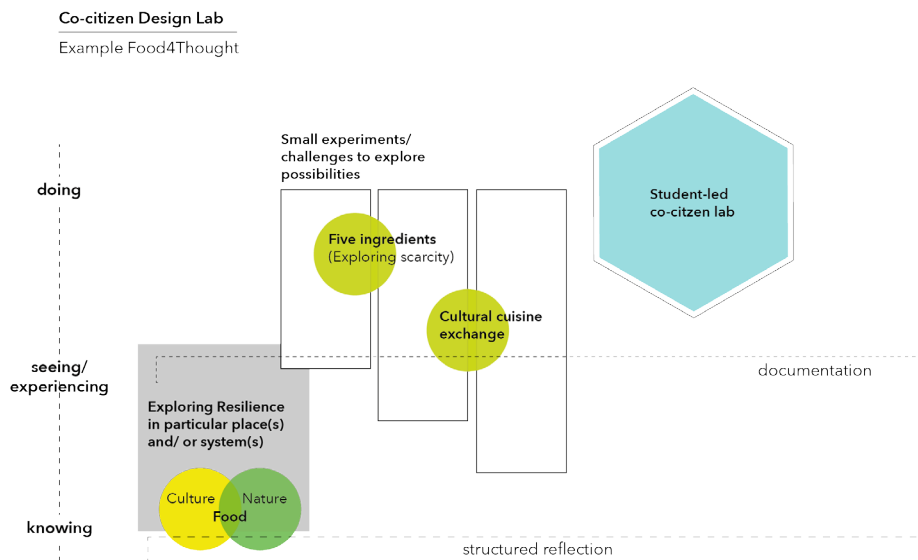 Co-citizen Design Lab
Example Food4Thought
Small experiments/
challenges to explore
possibilities
doing
Student-led
co-citzen lab
Five ingredients
(Exploring scarcity)
Cultural cuisine
exchange
seeing/
experiencing
documentation
Exploring Resilience
in particular place(s)
and/ or system(s)
Culture
Nature
Food
knowing
structured reflection